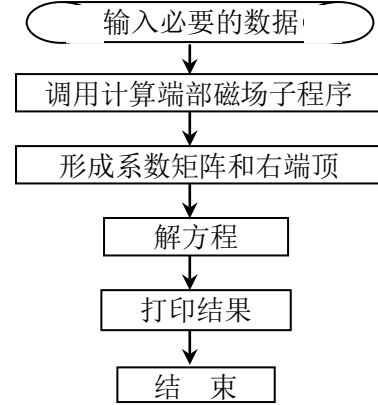 输入必要的数据
调用计算端部磁场子程序
形成系数矩阵和右端顶
解方程
打印结果
结 束